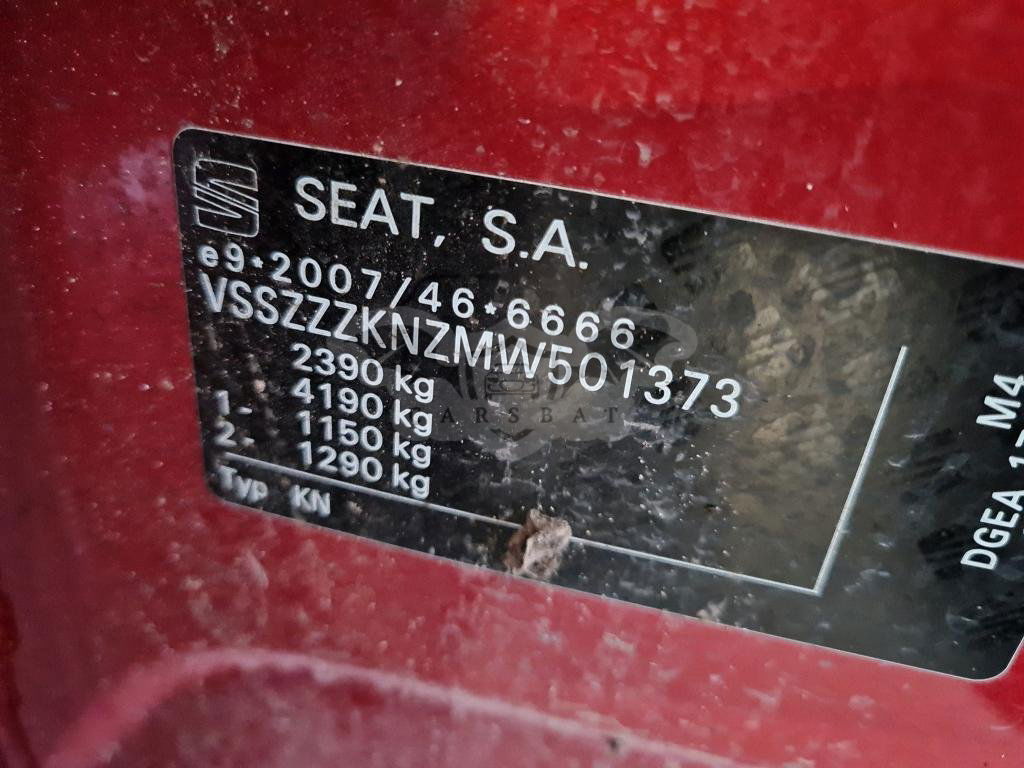 SEAT, S.A.
e9*2007/46*6666
VSSZZZKNZMW501373
2390 kg
4190 kg
1- 1150 kg
2- 1290 kg
Typ KN
M4
DGEA
ARSBAT